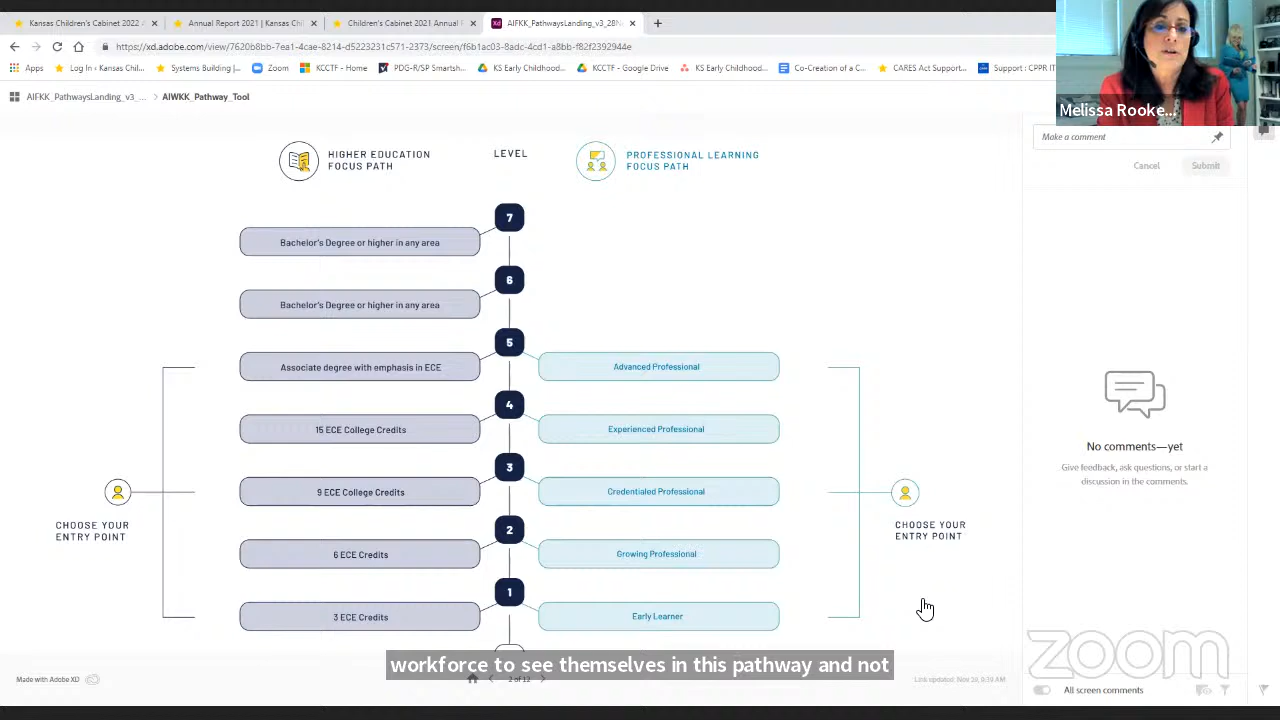 Kansas Children's Cabinet 2022 A
Annual Report 2021 | Kansas Chi
Children's Cabinet 2021 Annual R
AIFKK_PathwaysLanding_v3_28N
https://xd.adobe.com/view/7620b8bb-7ea1-4cae-8214-d5223231c571-2373/screen/f6b1ac03-8adc-4cd1-a8bb-f82f2392944e
Apps
Log In ‹ Kansas Chil...
Systems Building |...
Zoom
KCCTF - Home
PDG-R/SP Smartsh...
KS Early Childhood...
KCCTF - Google Drive
KS Early Childhood...
Co-Creation of a C...
CARES Act Support...
Support : CPPR IT
Melissa Rooke...
AIFKK_PathwaysLanding_v3_...
AIWKK_Pathway_Tool
Make a comment
Cancel
Submit
HIGHER EDUCATION
FOCUS PATH
LEVEL
PROFESSIONAL LEARNING
FOCUS PATH
7
Bachelor's Degree or higher in any area
6
Bachelor's Degree or higher in any area
5
Associate degree with emphasis in ECE
Advanced Professional
4
15 ECE College Credits
Experienced Professional
3
9 ECE College Credits
Credentialed Professional
2
6 ECE Credits
Growing Professional
1
3 ECE Credits
Early Learner
CHOOSE YOUR
ENTRY POINT
CHOOSE YOUR
ENTRY POINT
No comments—yet
Give feedback, ask questions, or start a
discussion in the comments.
workforce to see themselves in this pathway and not
Made with Adobe XD
2 of 12
zoom
All screen comments